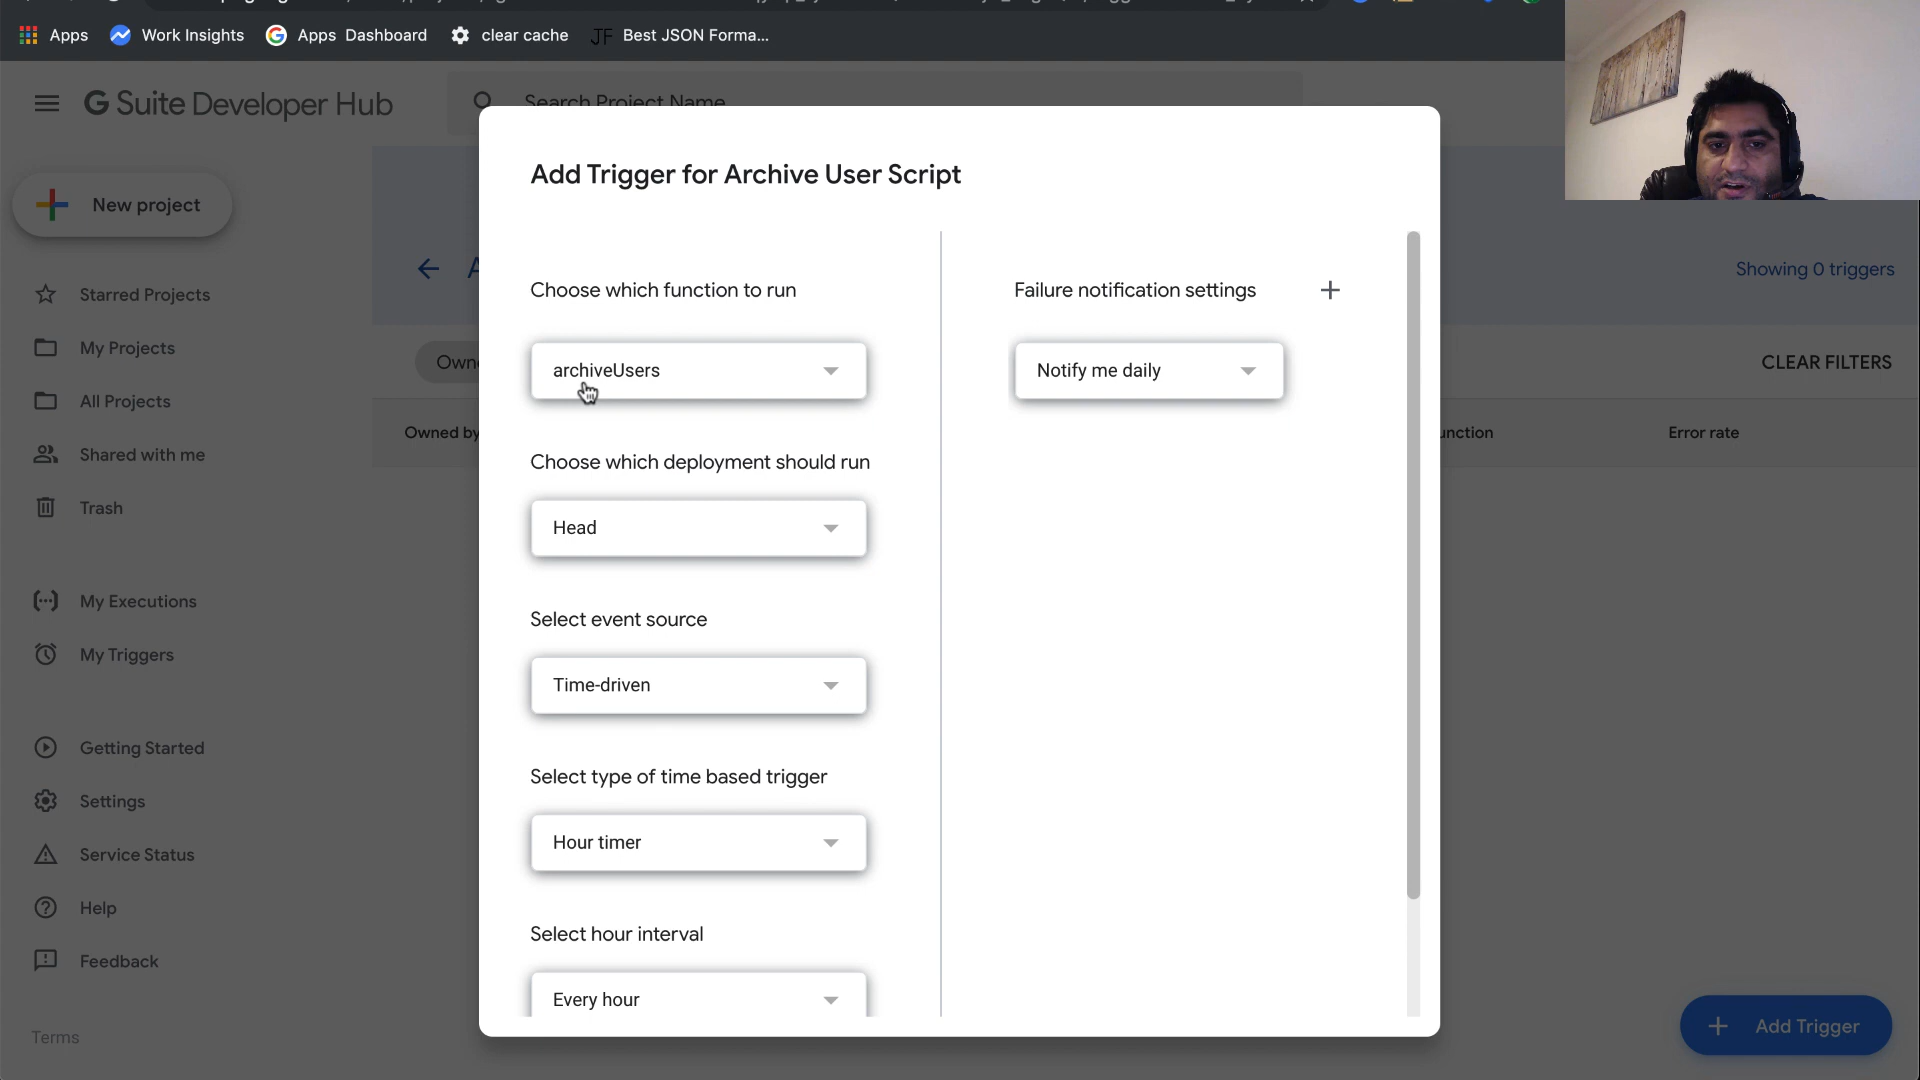 Apps
Work Insights
Apps Dashboard
clear cache
JF
Best JSON Forma...
G Suite Developer Hub
Search Project Name
New project
Starred Projects
My Projects
All Projects
Shared with me
Trash
My Executions
My Triggers
Getting Started
Settings
Service Status
Help
Feedback
Terms
Owned by
Add Trigger for Archive User Script
Choose which function to run
archiveUsers
Choose which deployment should run
Head
Select event source
Time-driven
Select type of time based trigger
Hour timer
Select hour interval
Every hour
Failure notification settings
Notify me daily
Showing 0 triggers
CLEAR FILTERS
Error rate
Add Trigger